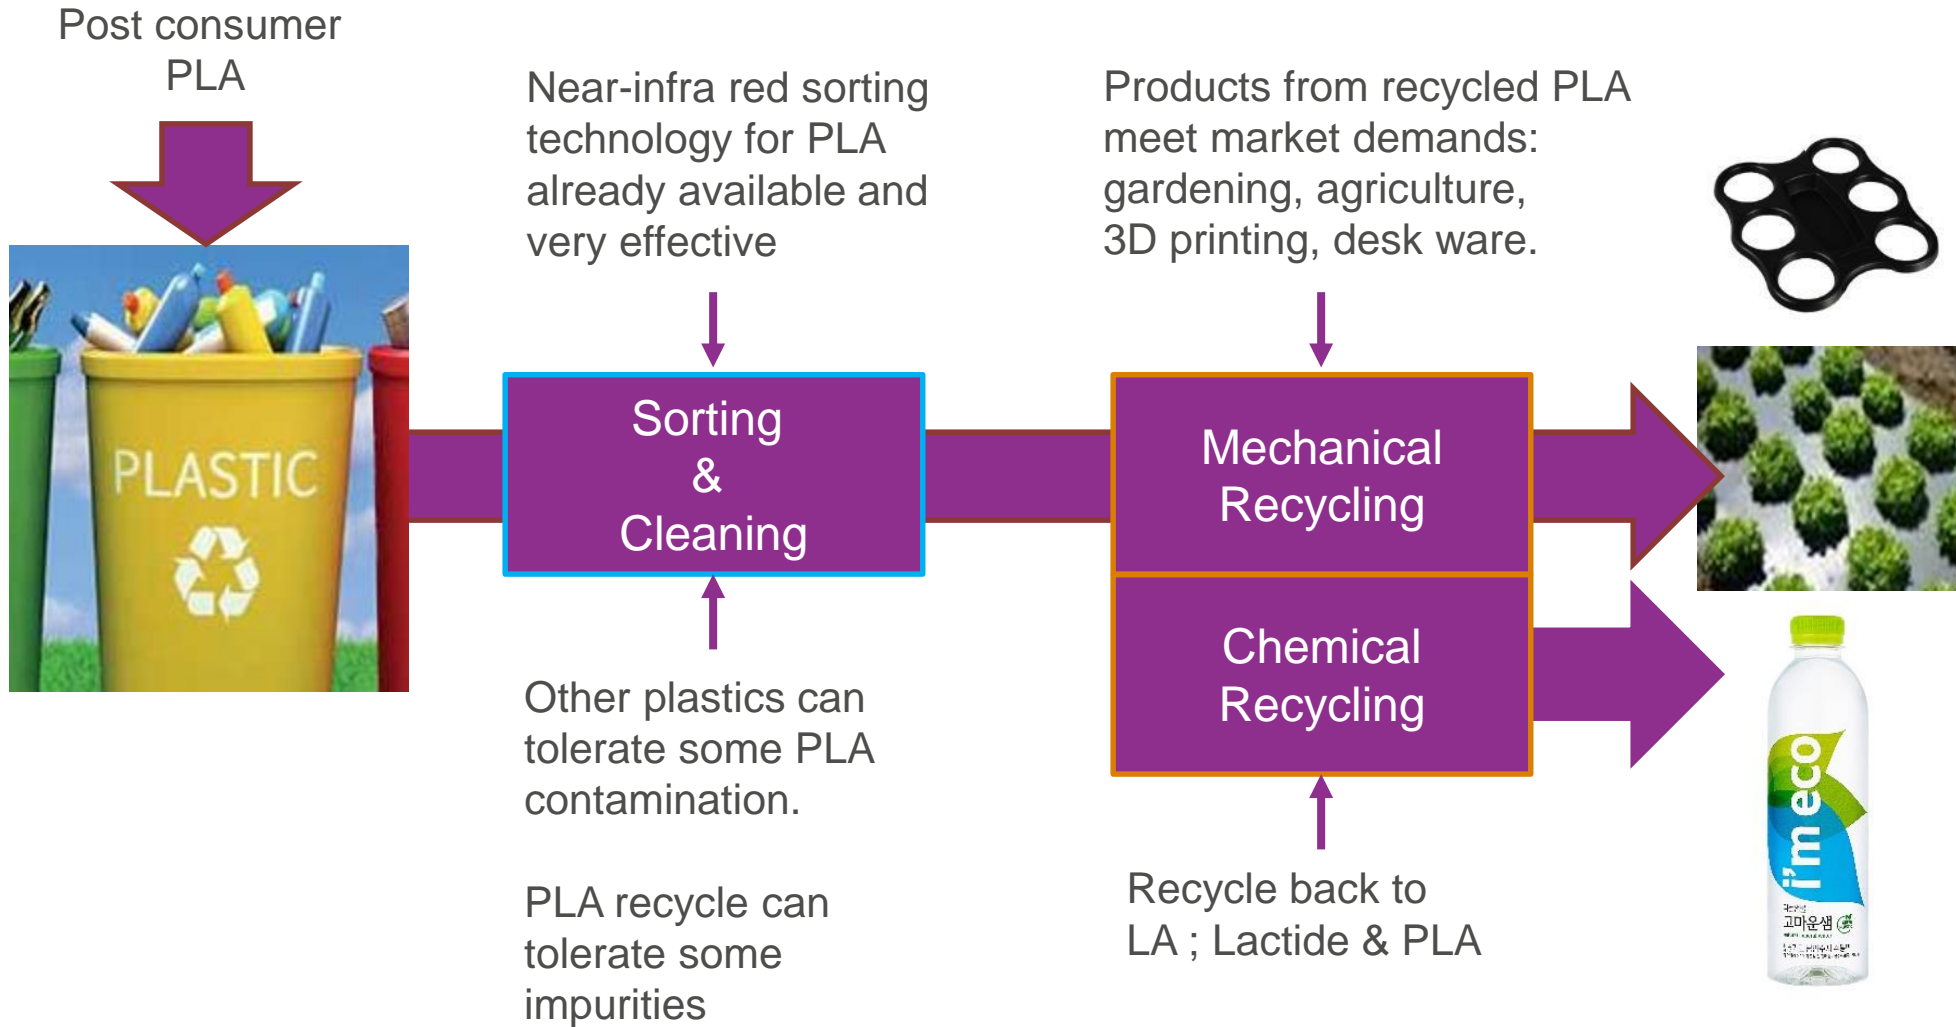 Post consumer
PLA
Near-infra red sorting
technology for PLA
already available and
very effective
Products from recycled PLA
meet market demands:
gardening, agriculture,
3D printing, desk ware.
PLASTIC
Sorting
&
Cleaning
Mechanical
Recycling
Chemical
Recycling
Other plastics can
tolerate some PLA
contamination.
PLA recycle can
tolerate some
impurities
Recycle back to
LA ; Lactide & PLA
i'm eco
고마운샘